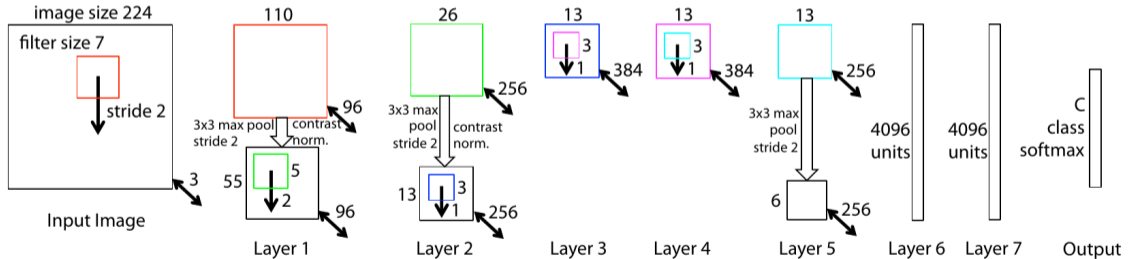 image size 224
filter size 7
stride 2
3
Input Image
110
96
3x3 max pool
stride 2
contrast
norm.
55
5
2
96
Layer 1
26
256
3x3 max
pool
stride 2
contrast
norm.
13
3
1
256
Layer 2
13
3
1
384
Layer 3
13
3
1
384
Layer 4
13
256
3x3 max
pool
stride 2
6
256
Layer 5
4096
units
Layer 6
4096
units
Layer 7
C
class
softmax
Output